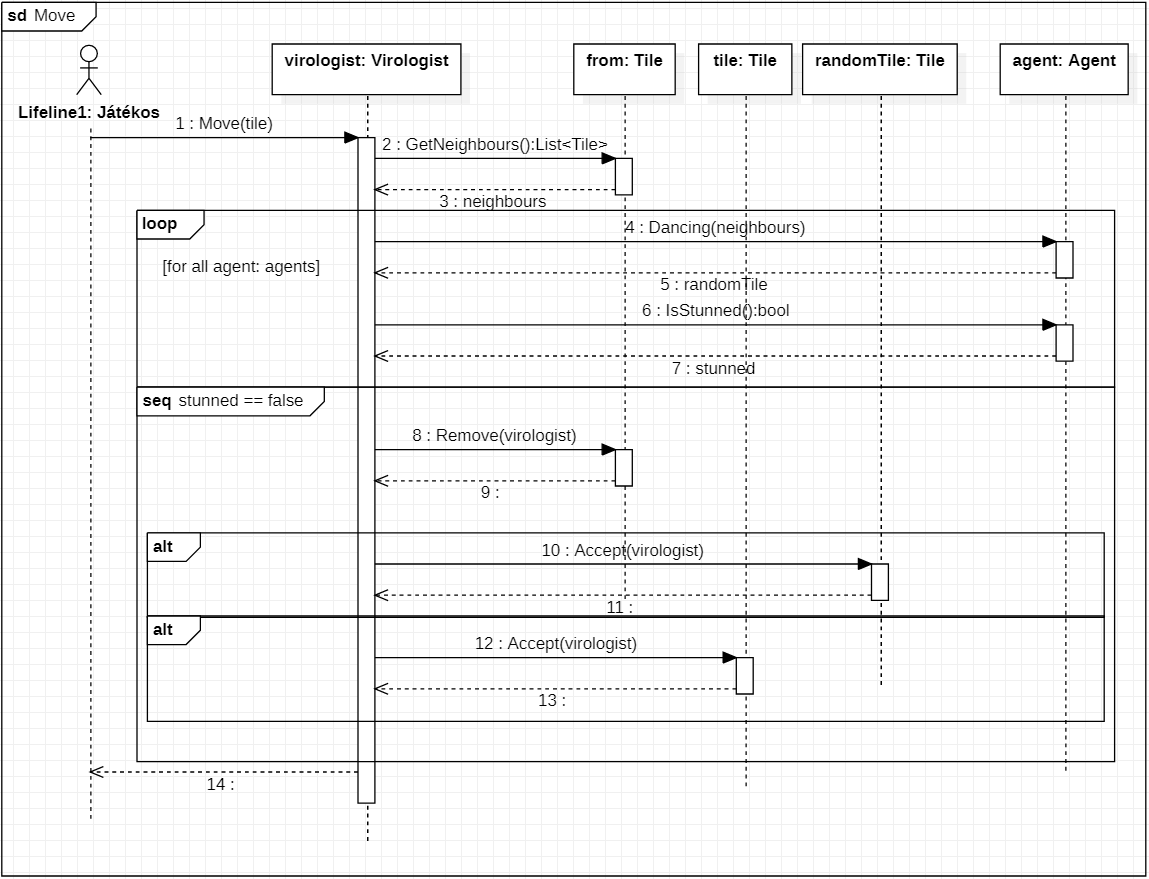 sd Move
virologist: Virologist
from: Tile
tile: Tile
randomTile: Tile
agent: Agent
Lifeline1: Játékos
1 : Move(tile)
2 : GetNeighbours():List<Tile>
3 : neighbours
loop
4 : Dancing(neighbours)
[for all agent: agents]
5 : randomTile
6 : IsStunned():bool
7 : stunned
seq stunned == false
8 : Remove(virologist)
9 :
alt
10 : Accept(virologist)
11 :
alt
12 : Accept(virologist)
13 :
14 :